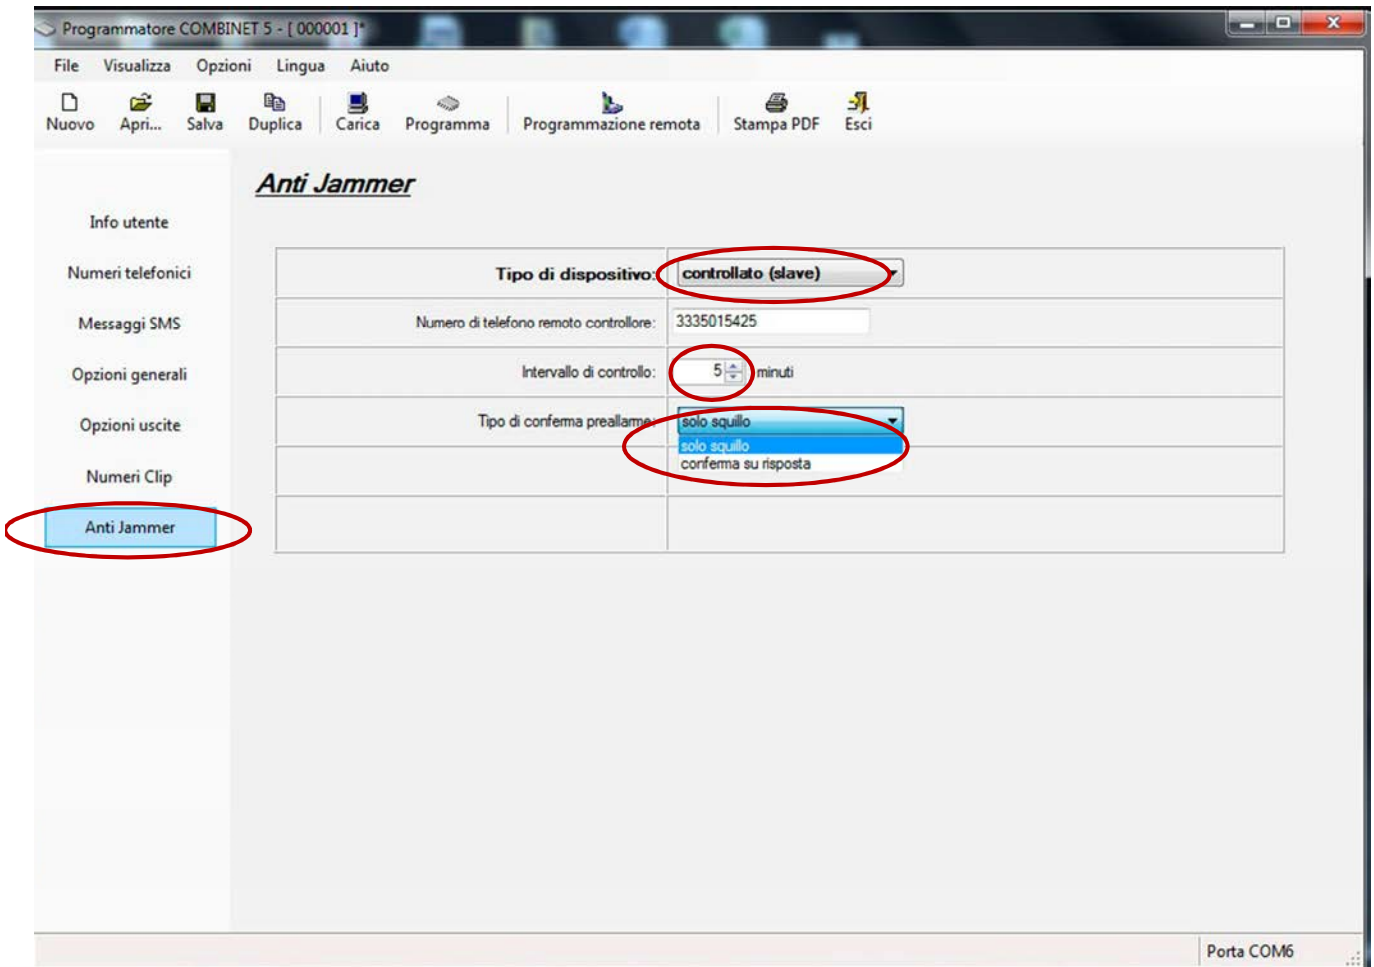 Programmatore COMBINET 5 - [ 000001 ]*
File Visualizza Opzioni Lingua Aiuto
Nuovo Apri... Salva Duplica Carica Programma Programmazione remota Stampa PDF Esci
Anti Jammer
Info utente
Numeri telefonici
Messaggi SMS
Opzioni generali
Opzioni uscite
Numeri Clip
Anti Jammer
Tipo di dispositivo: controllato (slave)
Numero di telefono remoto controllore: 3335015425
Intervallo di controllo: 5 minuti
Tipo di conferma preallarme: solo squillo
solo squillo
conferma su risposta
Porta COM6